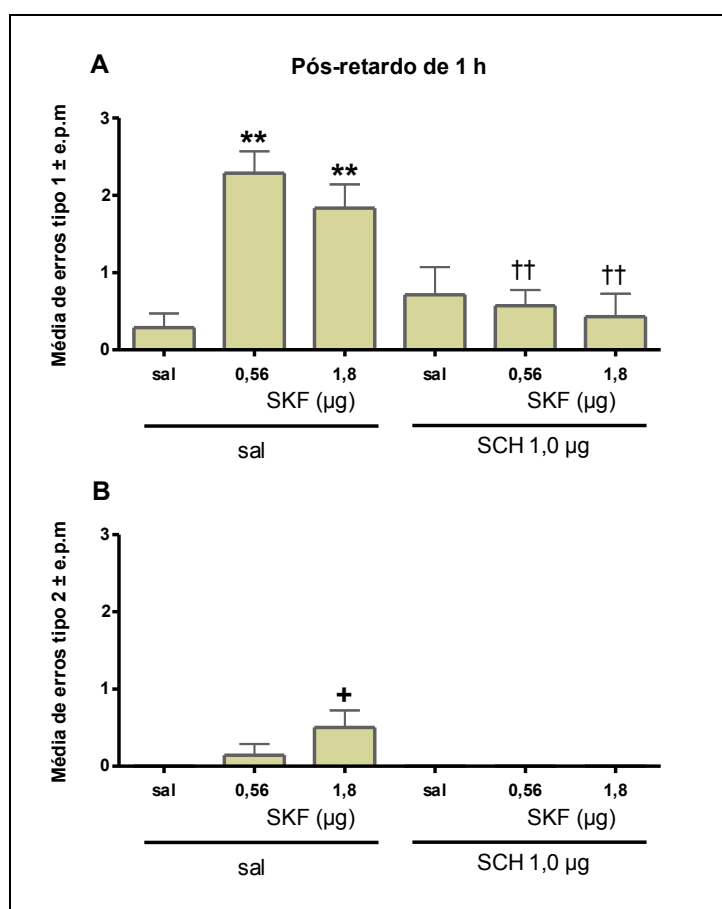 A
Pós-retardo de 1 h
Média de erros tipo 1 ± e.p.m
3
2
1
0
**
**
††
††
sal 0,56 1,8 sal 0,56 1,8
SKF (µg) SKF (µg)
sal SCH 1,0 µg
B
Média de erros tipo 2 ± e.p.m
3
2
1
0
+
sal 0,56 1,8 sal 0,56 1,8
SKF (µg) SKF (µg)
sal SCH 1,0 µg